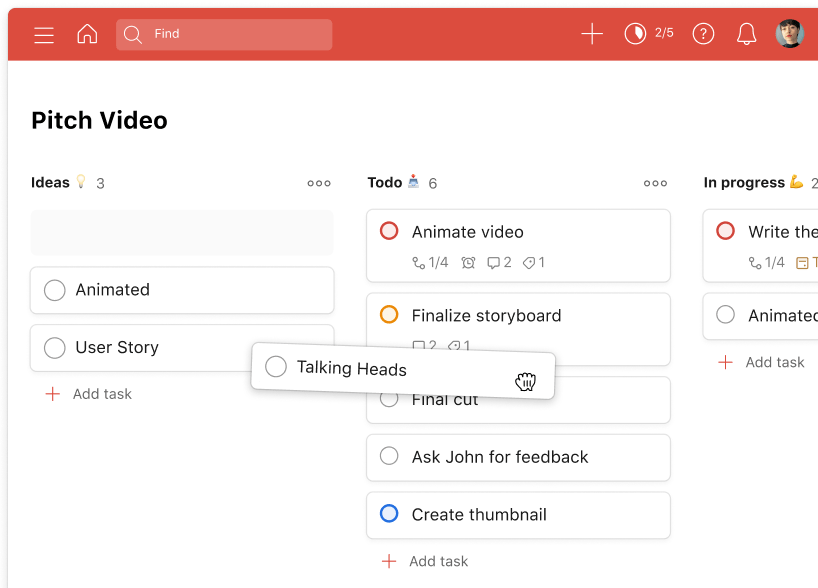 Find
2/5
Pitch Video
Ideas 3
Todo 6
In progress 2
Animate video
1/4 2 1
Write the
1/4
Animated
Finalize storyboard
2 1
Animated
User Story
Talking Heads
Add task
Add task
Final cut
Ask John for feedback
Create thumbnail
Add task